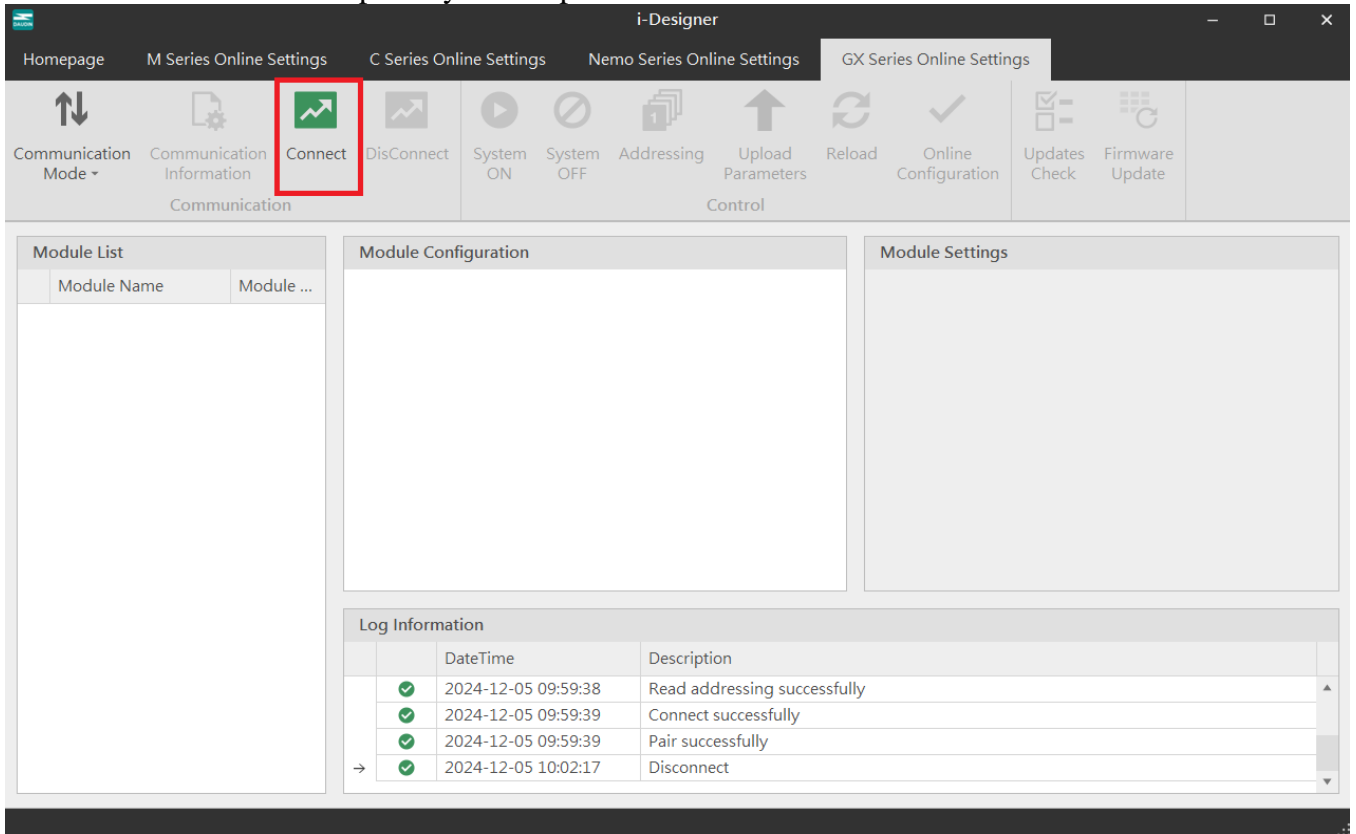 i-Designer
Homepage M Series Online Settings C Series Online Settings Nemo Series Online Settings GX Series Online Settings
Communication Mode Communication Information Connect DisConnect System ON System OFF Addressing Upload Parameters Reload Online Configuration Updates Check Firmware Update
Communication Control
Module List
Module Name Module ...
Module Configuration
Module Settings
Log Information
DateTime Description
2024-12-05 09:59:38 Read addressing successfully
2024-12-05 09:59:39 Connect successfully
2024-12-05 09:59:39 Pair successfully
2024-12-05 10:02:17 Disconnect